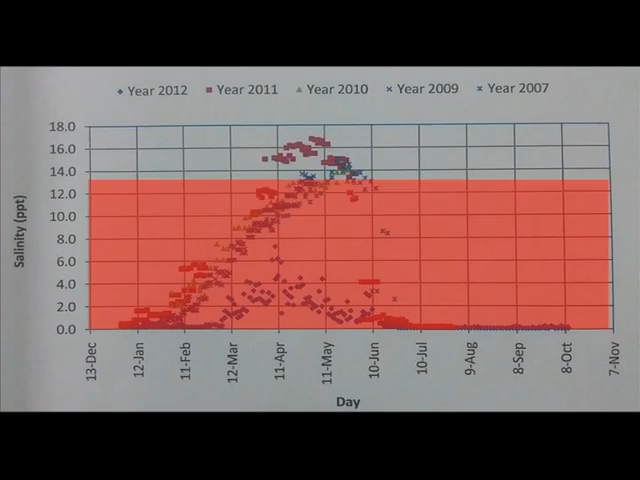 Year 2012 Year 2011 Year 2010 Year 2009 Year 2007
18.0
16.0
14.0
12.0
10.0
8.0
6.0
4.0
2.0
0.0
Salinity (ppt)
13-Dec 12-Jan 11-Feb 12-Mar 11-Apr 11-May 10-Jun 10-Jul 9-Aug 8-Sep 8-Oct 7-Nov
Day